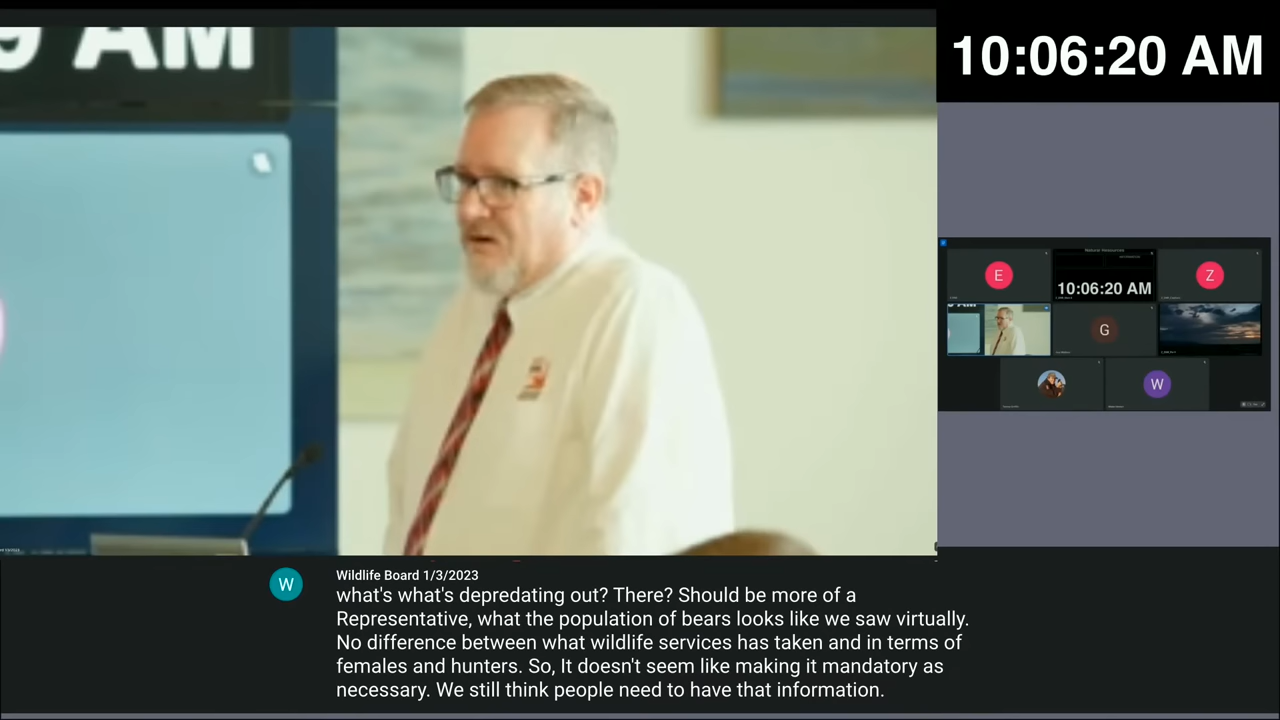 9 AM
10:06:20 AM
E
10:06:20 AM
Z
G
W
W
Wildlife Board 1/3/2023
what's what's depredating out? There? Should be more of a
Representative, what the population of bears looks like we saw virtually.
No difference between what wildlife services has taken and in terms of
females and hunters. So, It doesn't seem like making it mandatory as
necessary. We still think people need to have that information.